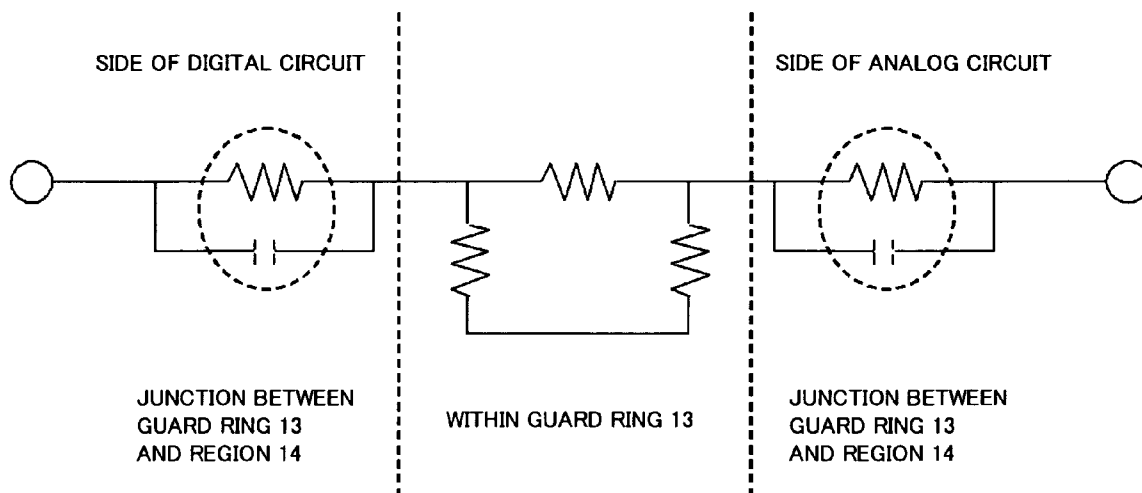 SIDE OF DIGITAL CIRCUIT
SIDE OF ANALOG CIRCUIT
JUNCTION BETWEEN
GUARD RING 13
AND REGION 14
WITHIN GUARD RING 13
JUNCTION BETWEEN
GUARD RING 13
AND REGION 14